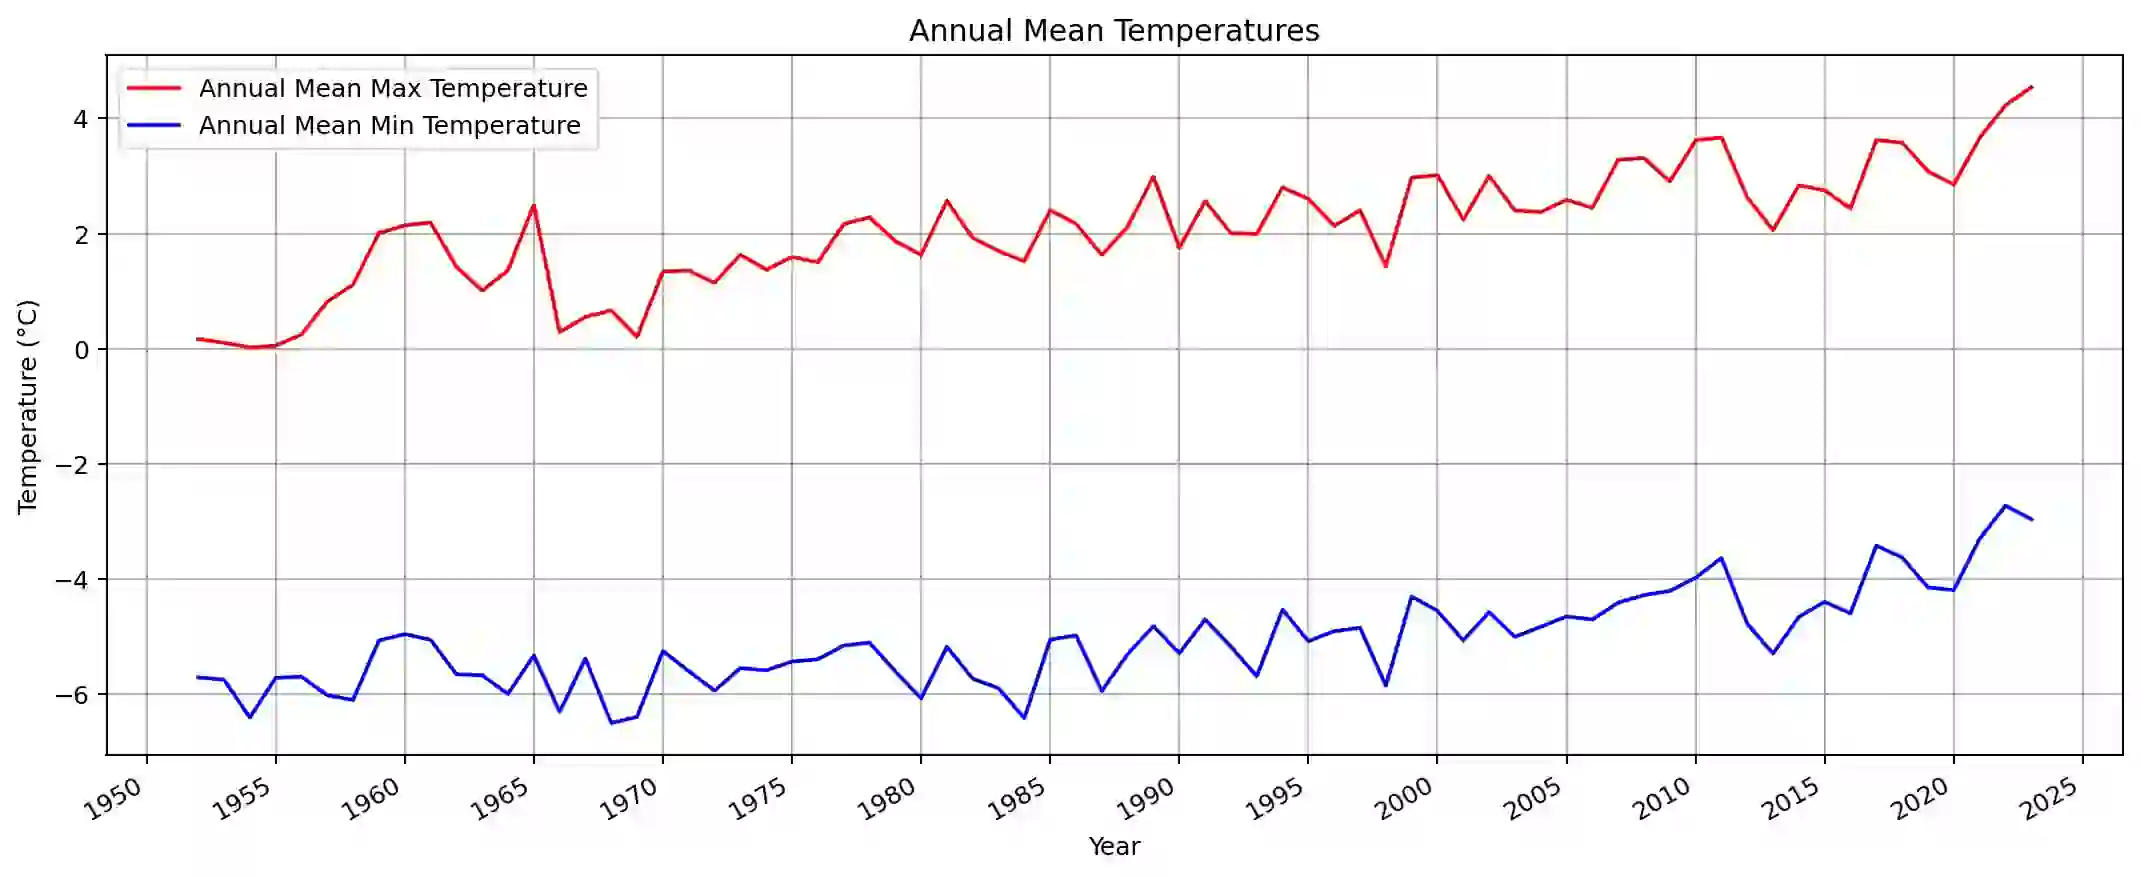 Annual Mean Temperatures
Annual Mean Max Temperature
Annual Mean Min Temperature
Temperature (°C)
4
2
0
−2
−4
−6
1950 1955 1960 1965 1970 1975 1980 1985 1990 1995 2000 2005 2010 2015 2020 2025
Year